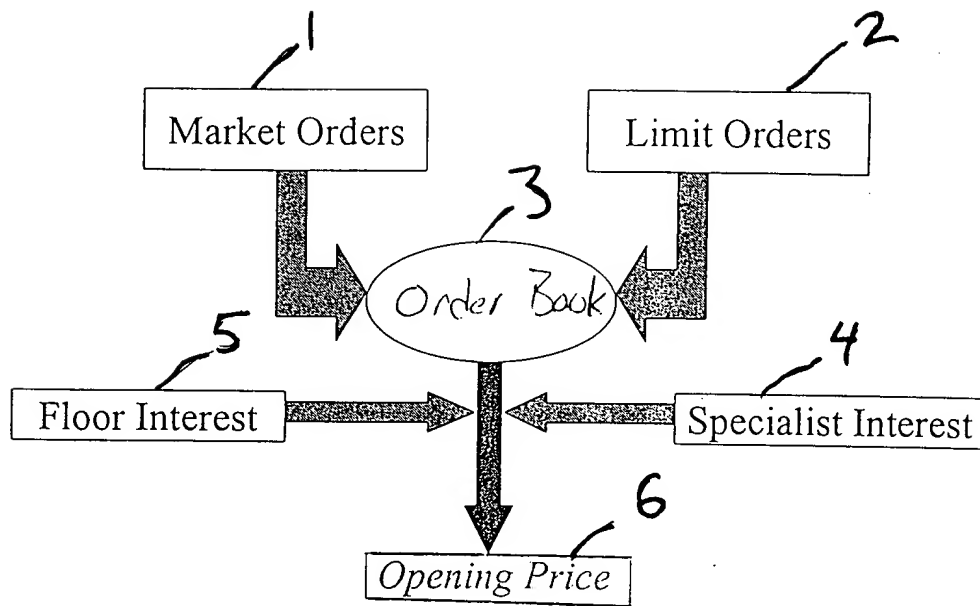 1
2
Market Orders
Limit Orders
3
Order Book
5
4
Floor Interest
Specialist Interest
6
Opening Price